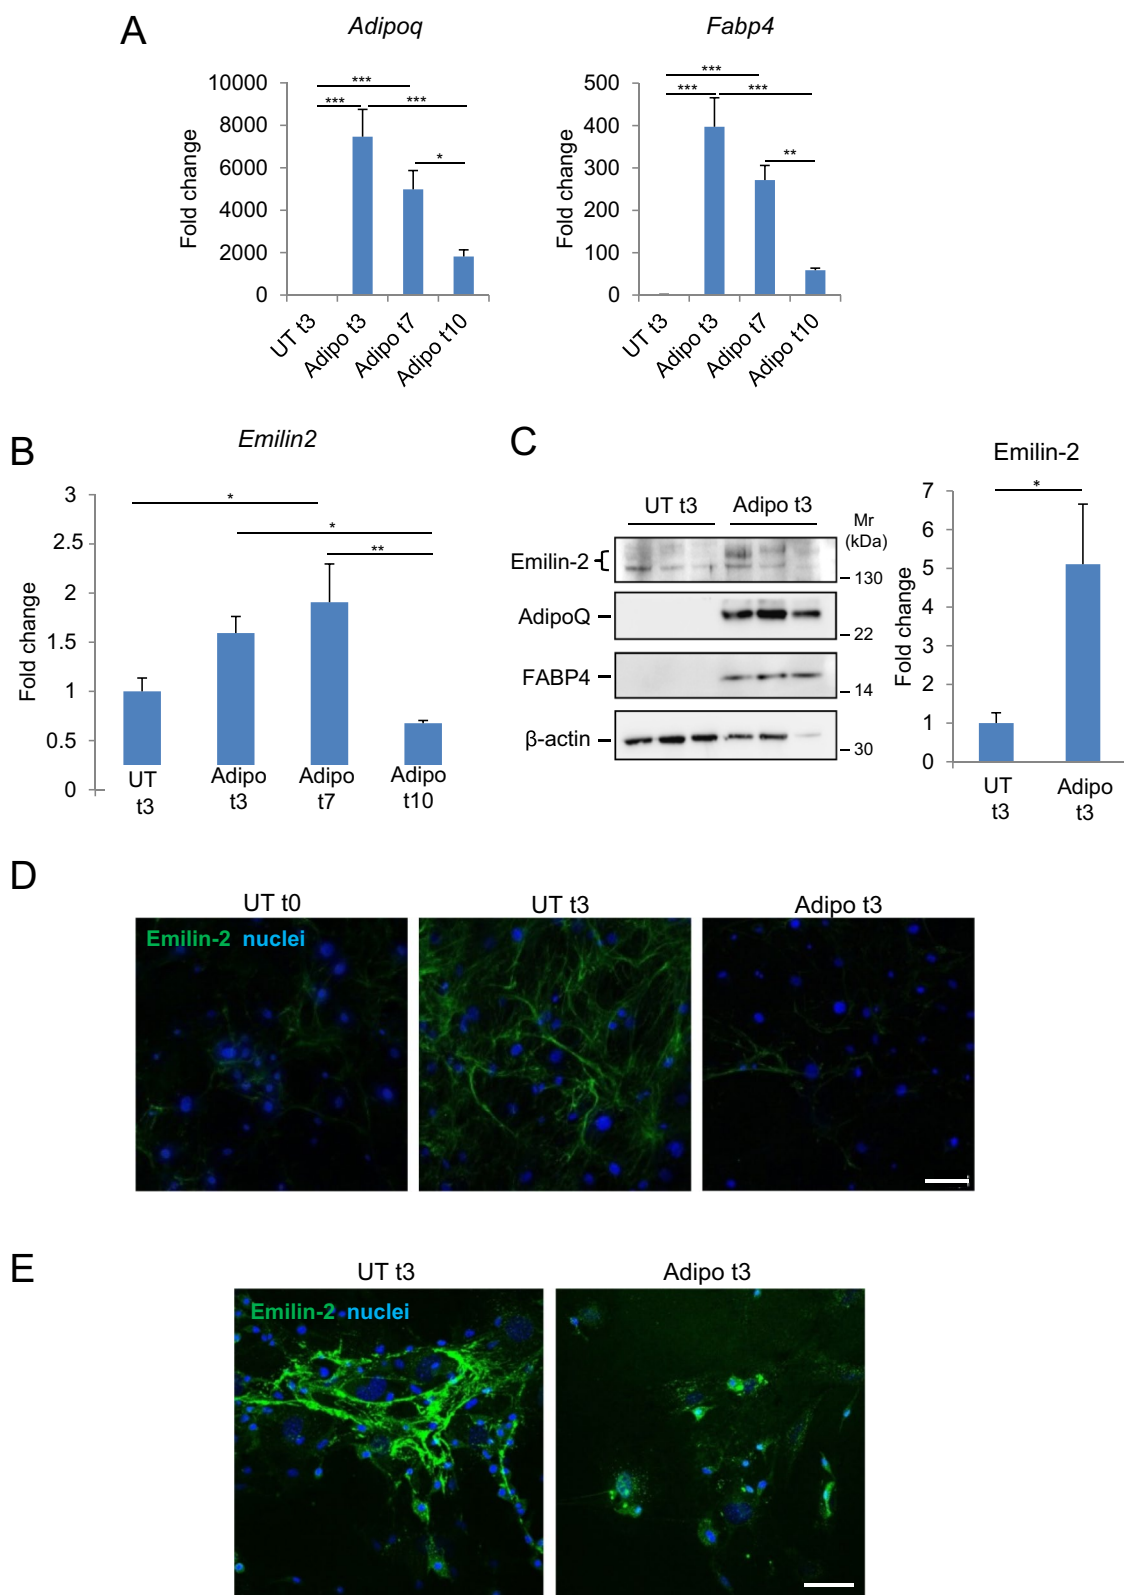 A
Adipoq
Fabp4
Fold change
10000
8000
6000
4000
2000
0
***
***
***
*
UT t3
Adipo t3
Adipo t7
Adipo t10
Fold change
500
400
300
200
100
0
***
***
***
**
UT t3
Adipo t3
Adipo t7
Adipo t10
B
Emilin2
Fold change
3
2.5
2
1.5
1
0.5
0
*
*
**
UT t3
Adipo t3
Adipo t7
Adipo t10
C
UT t3
Adipo t3
Mr (kDa)
Emilin-2
130
AdipoQ
22
FABP4
14
β-actin
30
Emilin-2
Fold change
7
6
5
4
3
2
1
0
*
UT t3
Adipo t3
D
UT t0
UT t3
Adipo t3
Emilin-2 nuclei
E
UT t3
Adipo t3
Emilin-2 nuclei